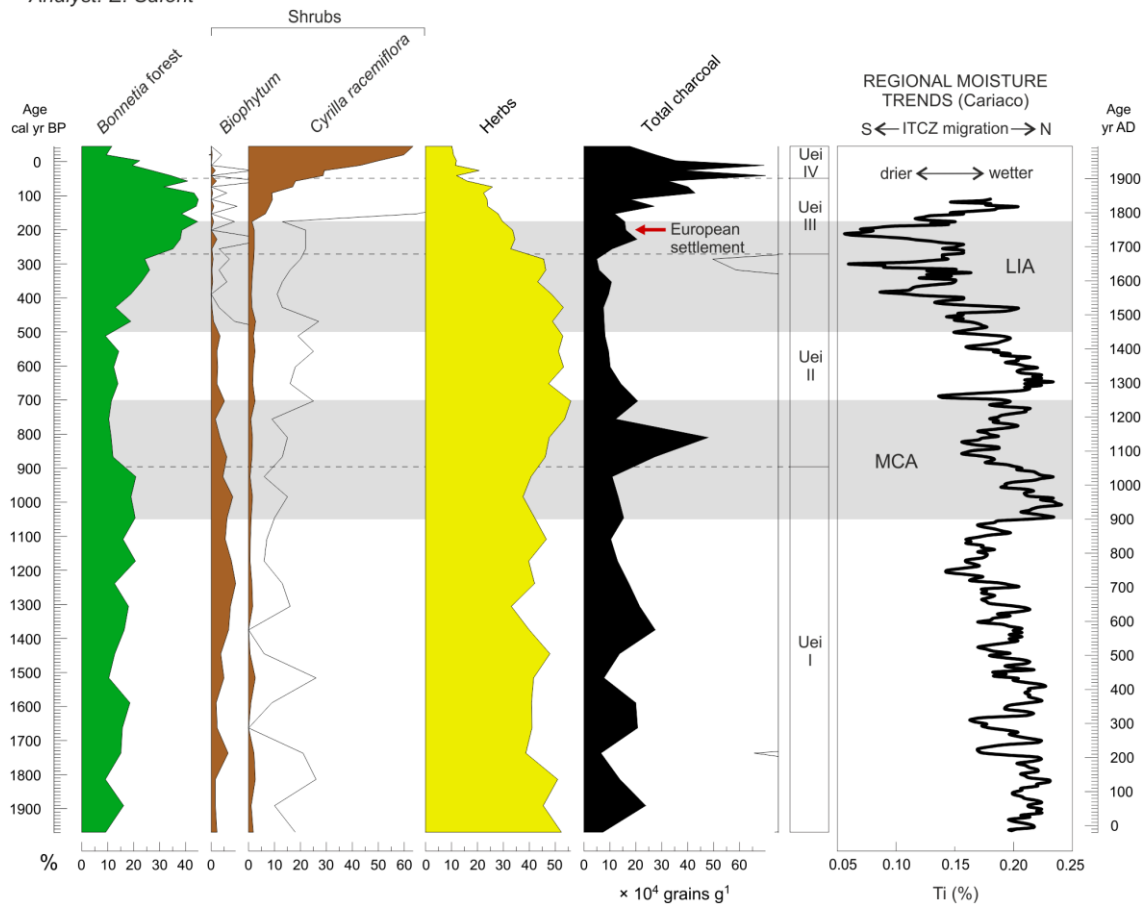 Analyst: E. Safont
Shrubs
Bonnetia forest
Biophytum
Cyrilla racemiflora
Herbs
Total charcoal
REGIONAL MOISTURE
TRENDS (Cariaco)
S ITCZ migration N
Age
cal yr BP
Age
yr AD
drier wetter
0
100
200
300
400
500
600
700
800
900
1000
1100
1200
1300
1400
1500
1600
1700
1800
1900
Uei
IV
Uei
III
Uei
II
Uei
I
European
settlement
LIA
MCA
1900
1800
1700
1600
1500
1400
1300
1200
1100
1000
900
800
700
600
500
400
300
200
100
0
%
0 10 20 30 40
0 0 10 20 30 40 50 60
0 10 20 30 40 50
0 20 40 60
× 10⁴ grains g¹
0.05 0.15 0.20 0.25
Ti (%)